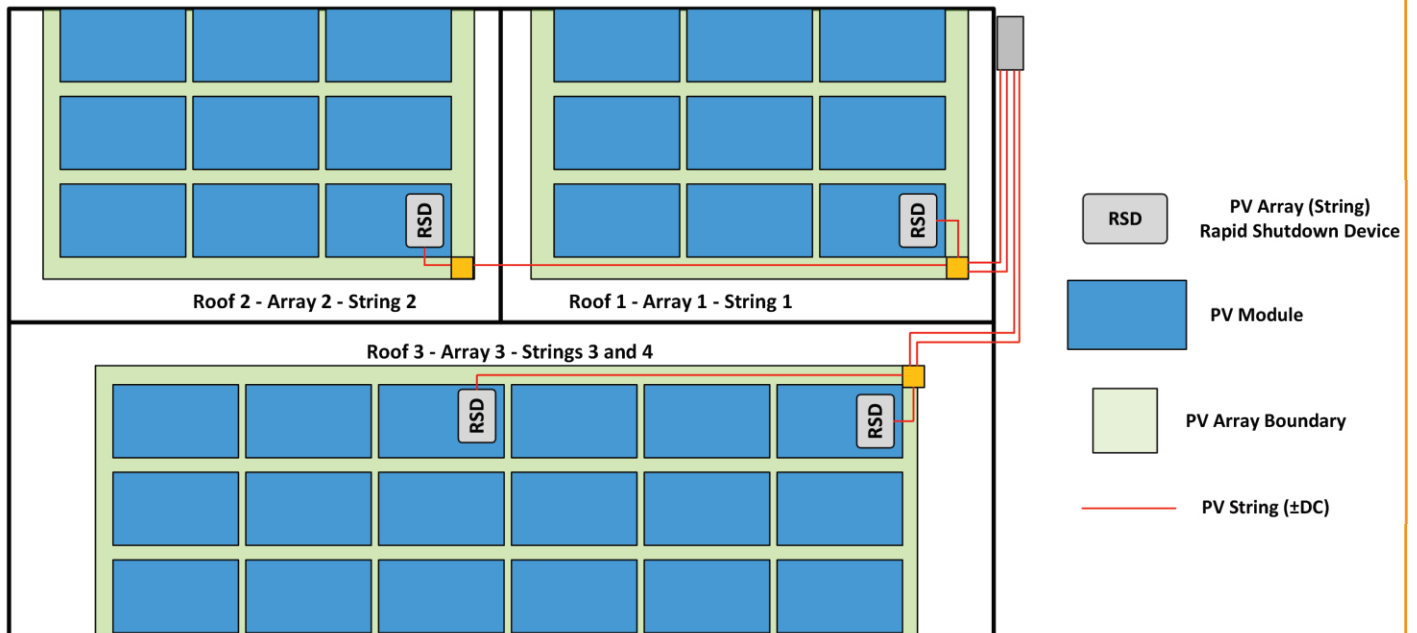 RSD
RSD
Roof 2 - Array 2 - String 2
Roof 1 - Array 1 - String 1
Roof 3 - Array 3 - Strings 3 and 4
RSD
RSD
RSD
PV Array (String)
Rapid Shutdown Device
PV Module
PV Array Boundary
PV String (±DC)